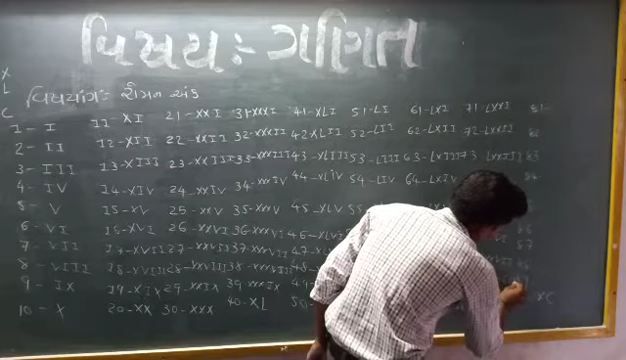 વિષય:- ગણિત
X
L
C
વિષયાંગ:- રોમન અંક
1 - I 11 - XI 21 - XXI 31-XXXI 41-XLI 51-LI 61-LXI 71-LXXI 81-
2 - II 12-XII 22-XXII 32-XXXII 42XLII 52-LII 62-LXII 72-LXXII
3 - III 13-XIII 23-XXIII 33-XXXIII 43-XLIII 53-LIII 63-LXIII 73 LXXIII 83
4 - IV 14-XIV 24-XXIV 34-XXXIV 44-XLIV 54-LIV 64-LXIV 84-
5 - V 15-XV 25-XXV 35-XXXV 45-XLV 55
6 - VI 16-XVI 26-XXVI 36-XXXVI 46-XLVI
7 - VII 17-XVII 27-XXVII 37-XXXVII 47-
8 - VIII 18-XVIII 28-XXVIII 38-XXXVIII 48-
9 - IX 19-XIX 29-XXIX 39 XXXIX 49-
10 - X 20-XX 30-XXX 40-XL 50 XC